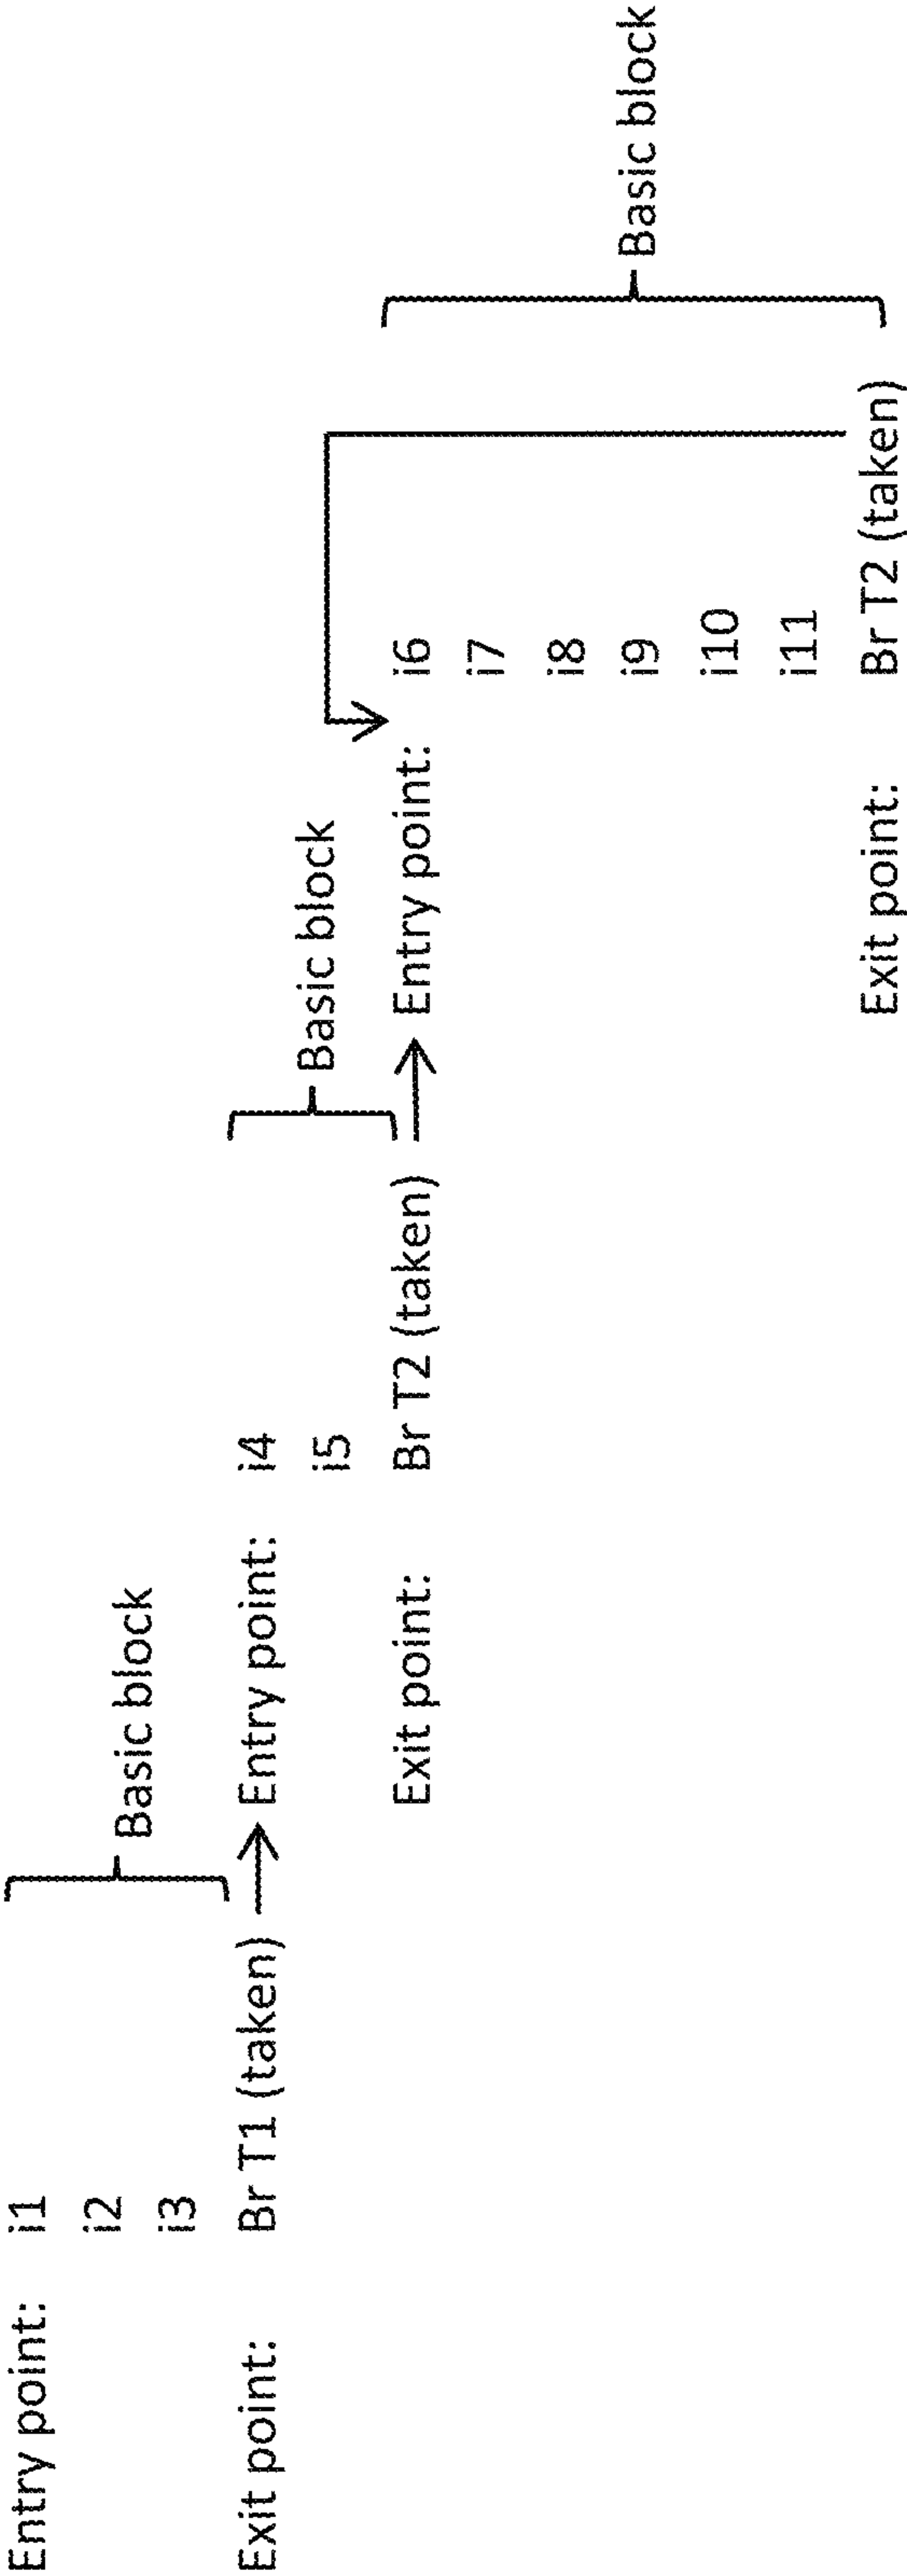 Entry point: i1
i2
i3
Exit point: Br T1 (taken)
Basic block
Entry point: i4
i5
Exit point: Br T2 (taken)
Basic block
Entry point: i6
i7
i8
i9
i10
i11
Exit point: Br T2 (taken)
Basic block